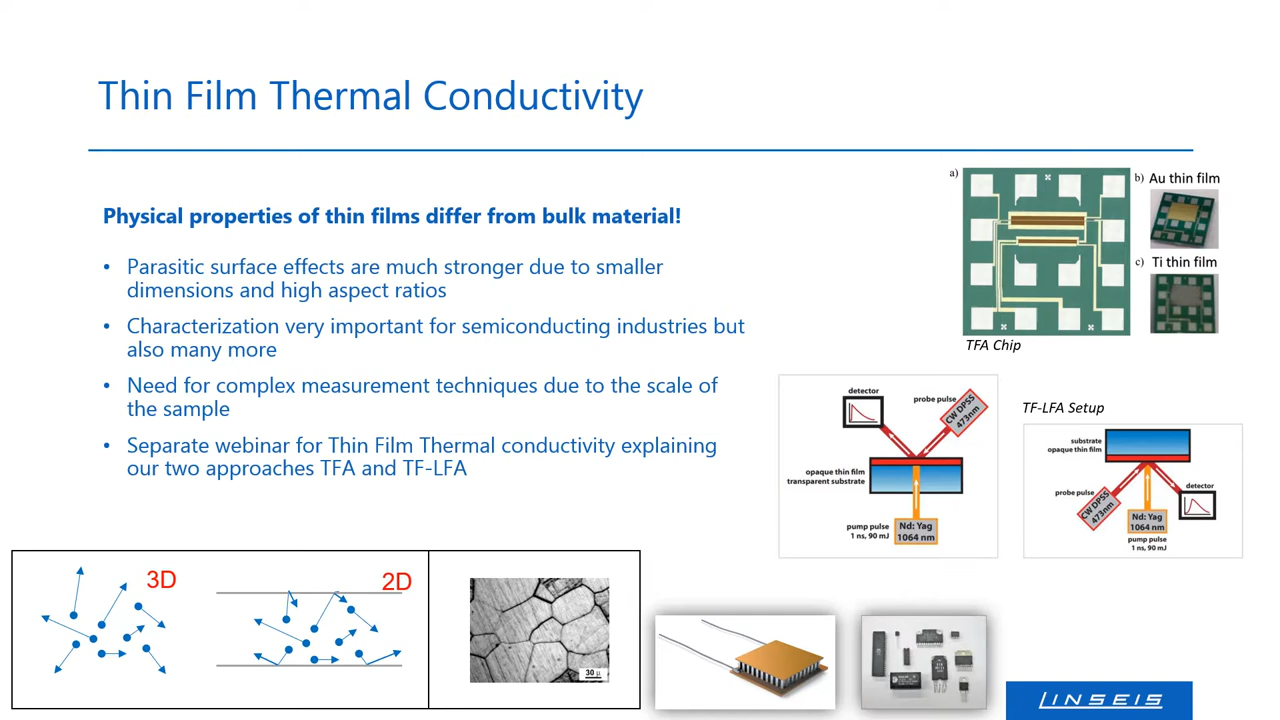 Thin Film Thermal Conductivity
Physical properties of thin films differ from bulk material!
• Parasitic surface effects are much stronger due to smaller
dimensions and high aspect ratios
• Characterization very important for semiconducting industries but
also many more
• Need for complex measurement techniques due to the scale of
the sample
• Separate webinar for Thin Film Thermal conductivity explaining
our two approaches TFA and TF-LFA
a)
b) Au thin film
c) Ti thin film
TFA Chip
detector
probe pulse
CW DPSS
473nm
opaque thin film
transparent substrate
pump pulse
1 ns, 90 mJ
Nd: Yag
1064 nm
TF-LFA Setup
substrate
opaque thin film
probe pulse
CW DPSS
473nm
detector
Nd: Yag
1064 nm
pump pulse
1 ns, 90 mJ
3D
2D
30 µ
LINSEIS